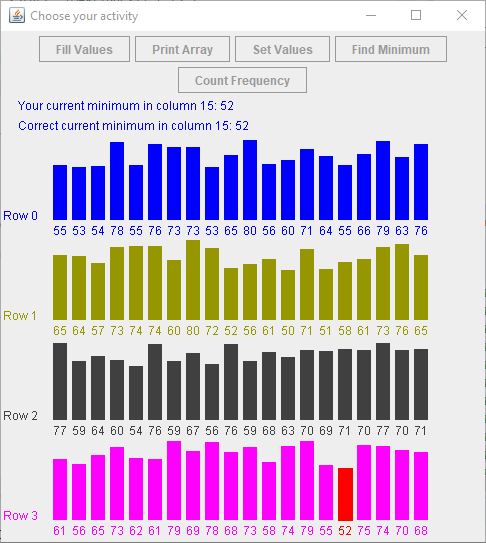 Choose your activity
Fill Values Print Array Set Values Find Minimum
Count Frequency
Your current minimum in column 15: 52
Correct current minimum in column 15: 52
Row 0
55 53 54 78 55 76 73 73 53 65 80 56 60 71 64 55 66 79 63 76
Row 1
65 64 57 73 74 74 60 80 72 52 56 61 50 71 51 58 61 73 76 65
Row 2
77 59 64 60 54 76 59 67 56 76 59 68 63 70 69 71 70 77 70 71
Row 3
61 56 65 73 62 61 79 66 78 68 73 58 74 79 55 52 75 74 70 68